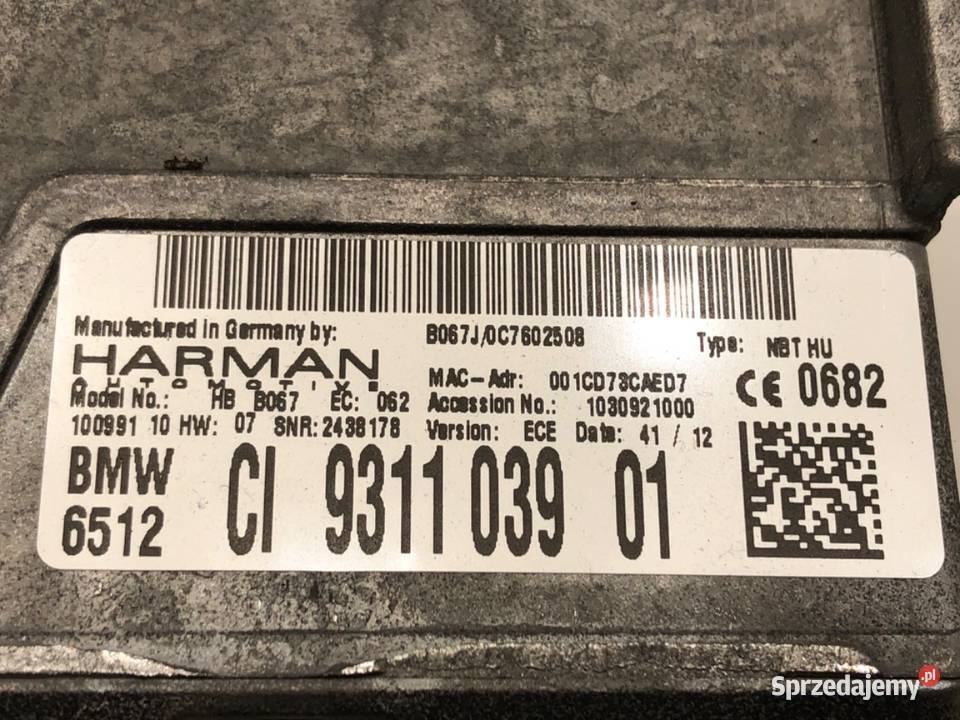 Manufactured in Germany by: B067J/0C7602508 Type: NBT HU
HARMAN
AUTOMOTIVE MAC-Adr: 001CD73CAED7 CE 0682
Model No.: HB B067 EC: 062 Accession No.: 1030921000
100991 10 HW: 07 SNR:2438178 Version: ECE Date: 41 / 12
BMW CI 9311 039 01
6512
Sprzedajemy.pl